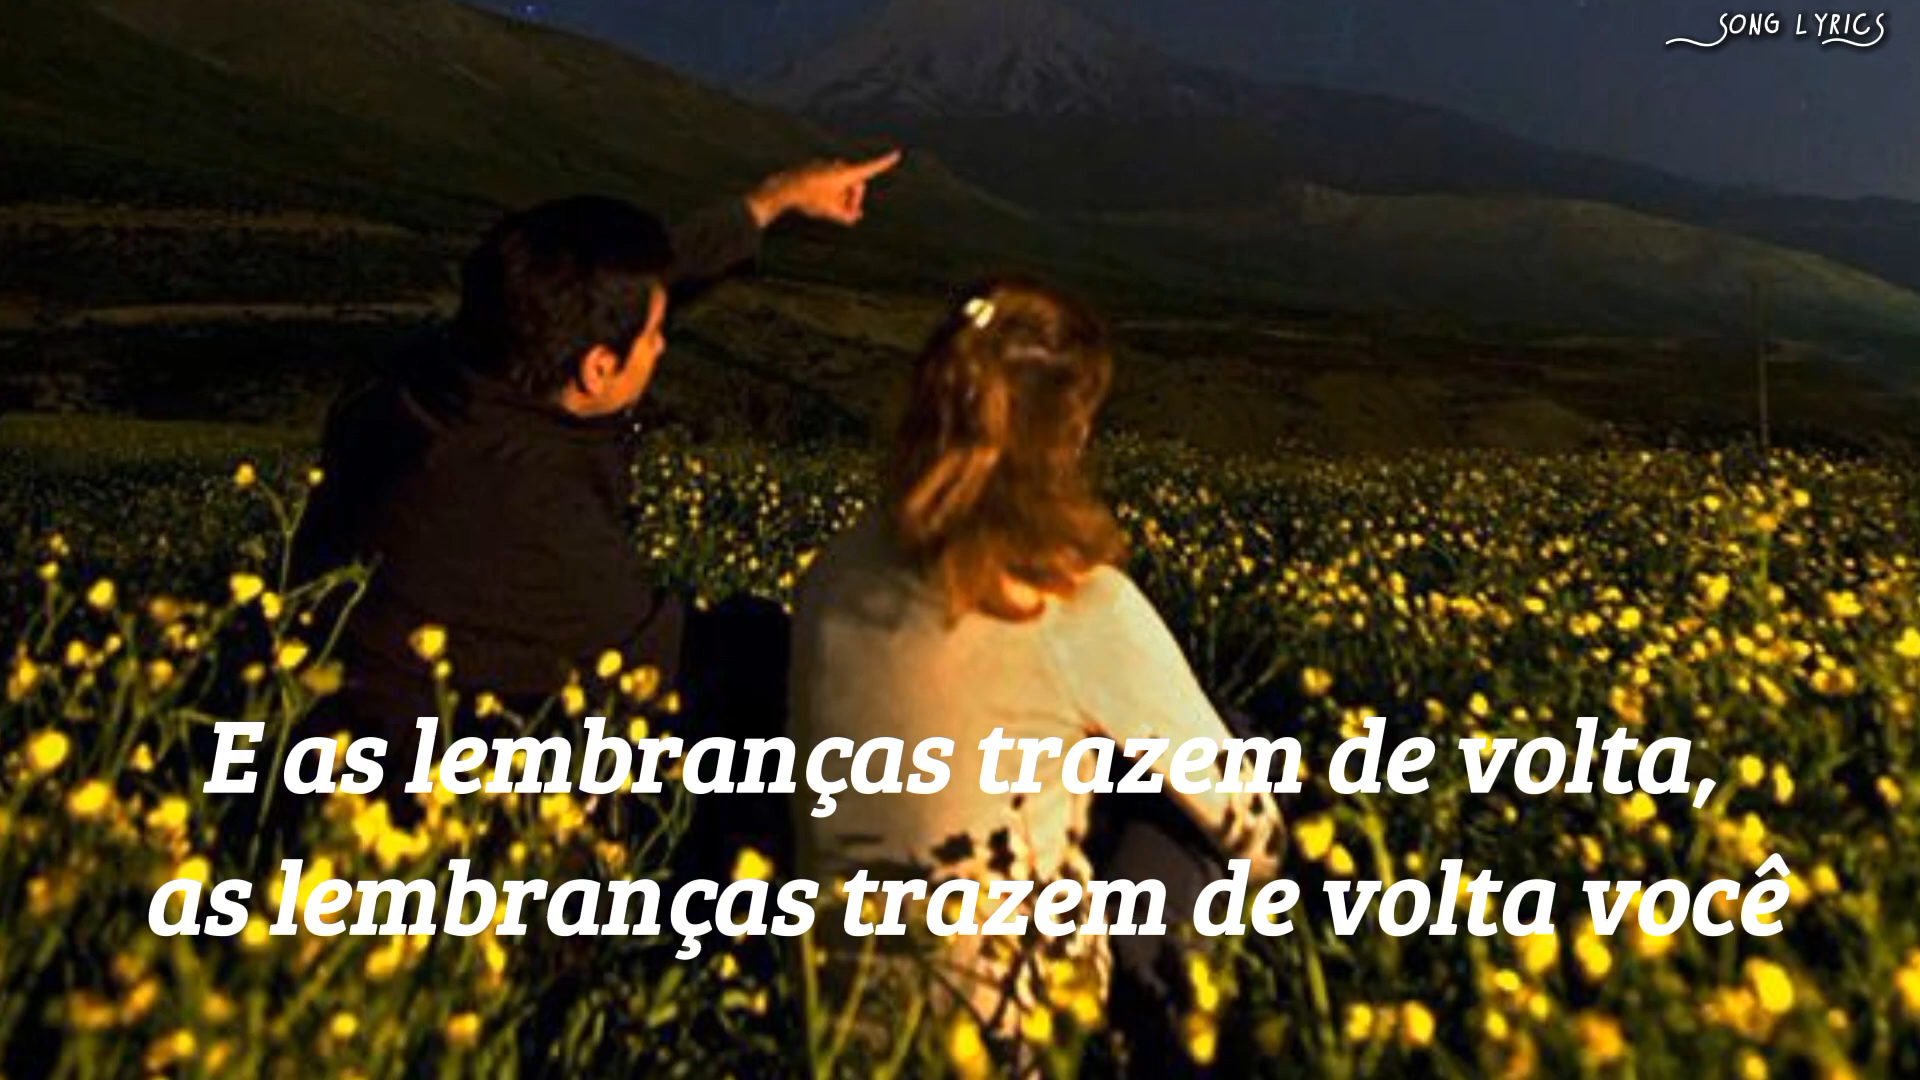 SONG LYRICS
E as lembranças trazem de volta,
as lembranças trazem de volta você